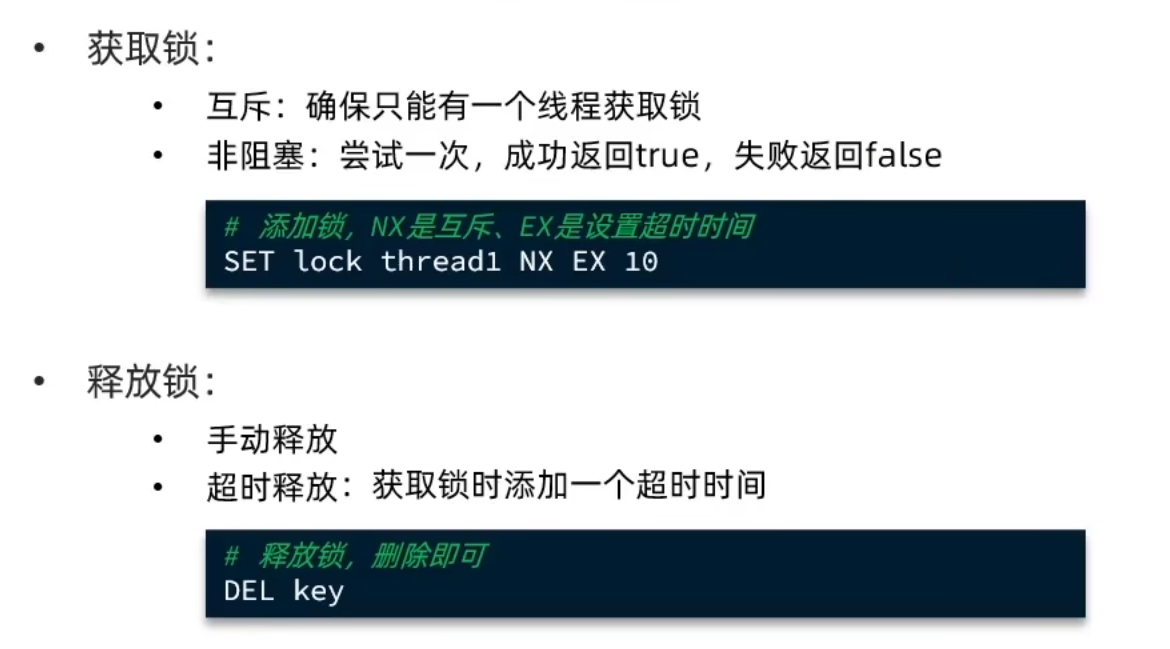 • 获取锁：
• 互斥：确保只能有一个线程获取锁
• 非阻塞：尝试一次，成功返回true，失败返回false
# 添加锁，NX是互斥、EX是设置超时时间
SET lock thread1 NX EX 10
• 释放锁：
• 手动释放
• 超时释放：获取锁时添加一个超时时间
# 释放锁，删除即可
DEL key